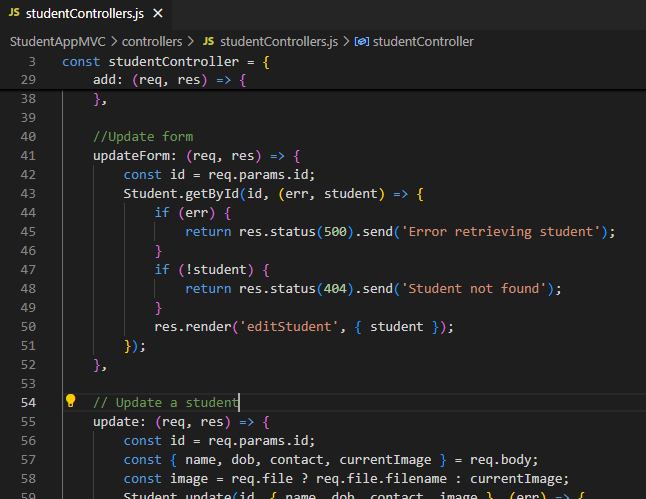 JS studentControllers.js ×
StudentAppMVC > controllers > JS studentControllers.js > studentController
3 const studentController = {
29 add: (req, res) => {
38 },
39
40 //Update form
41 updateForm: (req, res) => {
42 const id = req.params.id;
43 Student.getById(id, (err, student) => {
44 if (err) {
45 return res.status(500).send('Error retrieving student');
46 }
47 if (!student) {
48 return res.status(404).send('Student not found');
49 }
50 res.render('editStudent', { student });
51 });
52 },
53
54 // Update a student
55 update: (req, res) => {
56 const id = req.params.id;
57 const { name, dob, contact, currentImage } = req.body;
58 const image = req.file ? req.file.filename : currentImage;
59 Student.update(id, { name, dob, contact, image }, (err) => {